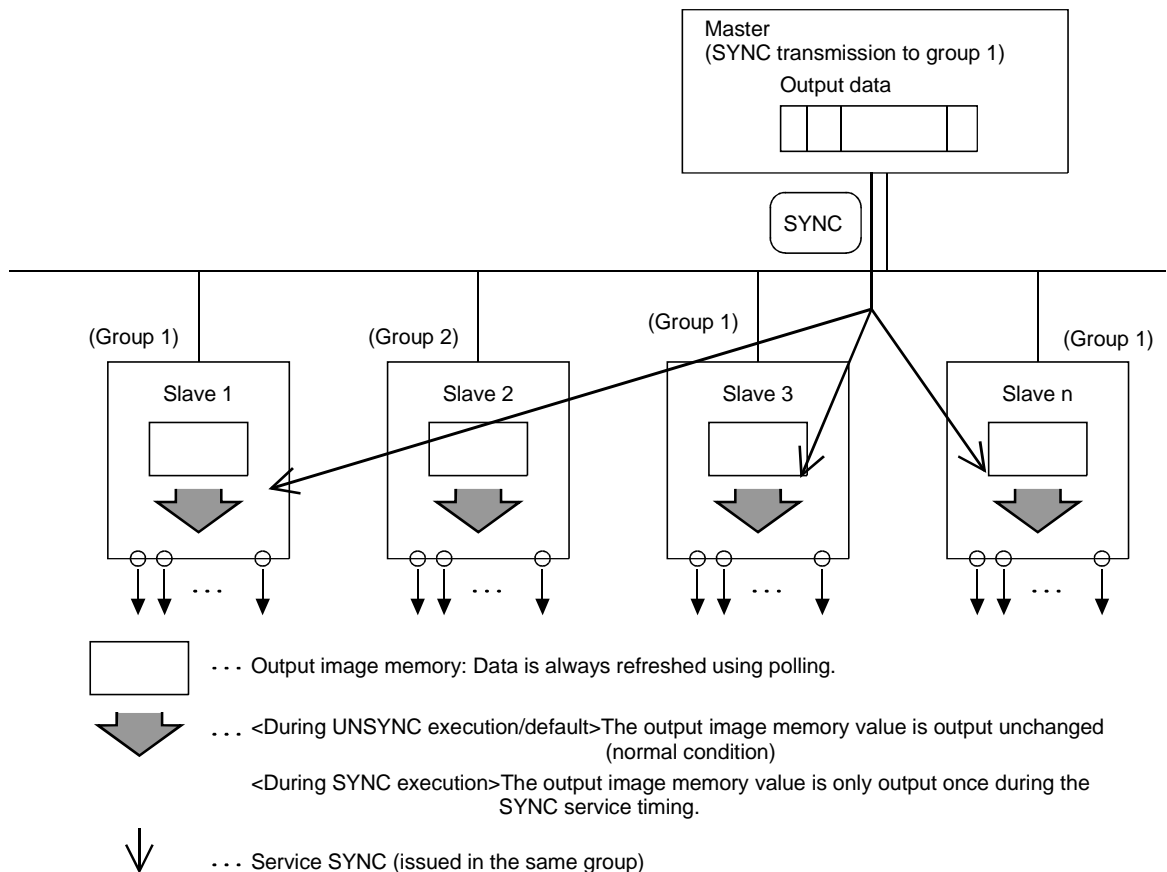 Master
(SYNC transmission to group 1)
Output data
SYNC
(Group 1)
(Group 2)
(Group 1)
(Group 1)
Slave 1
Slave 2
Slave 3
Slave n
...
...
...
...
... Output image memory: Data is always refreshed using polling.
... <During UNSYNC execution/default>The output image memory value is output unchanged
(normal condition)
<During SYNC execution>The output image memory value is only output once during the
SYNC service timing.
... Service SYNC (issued in the same group)